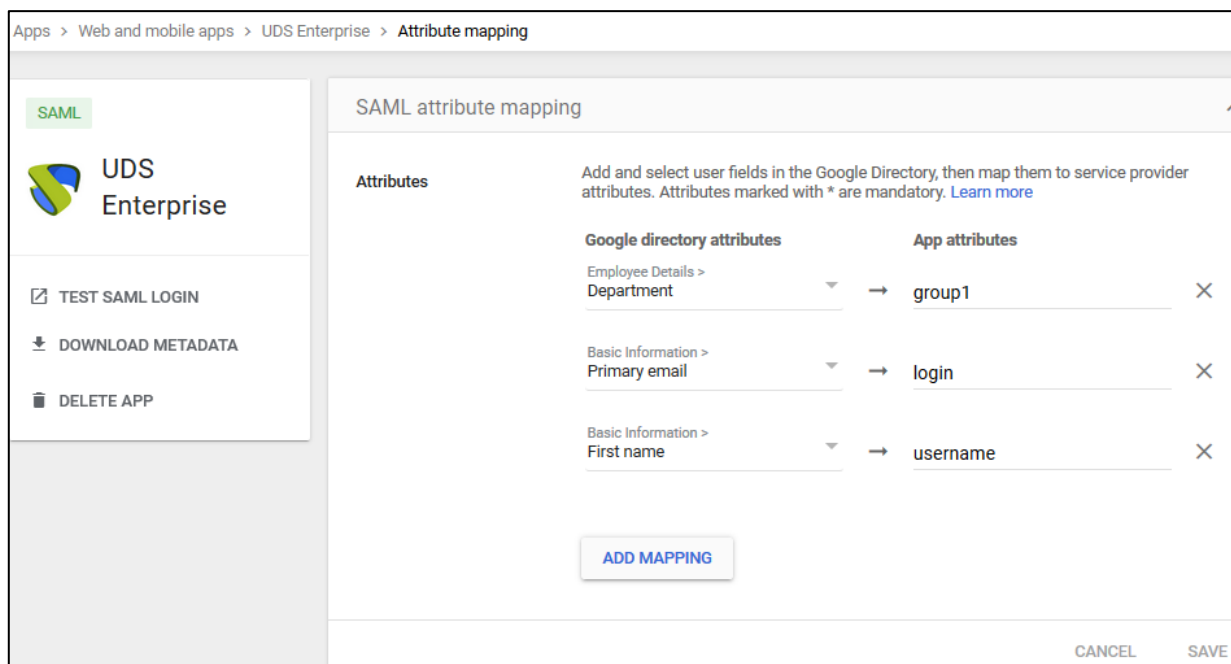 Apps > Web and mobile apps > UDS Enterprise > Attribute mapping
SAML
UDS
Enterprise
TEST SAML LOGIN
DOWNLOAD METADATA
DELETE APP
SAML attribute mapping
Attributes
Add and select user fields in the Google Directory, then map them to service provider
attributes. Attributes marked with * are mandatory. Learn more
Google directory attributes App attributes
Employee Details >
Department → group1
Basic Information >
Primary email → login
Basic Information >
First name → username
ADD MAPPING
CANCEL SAVE